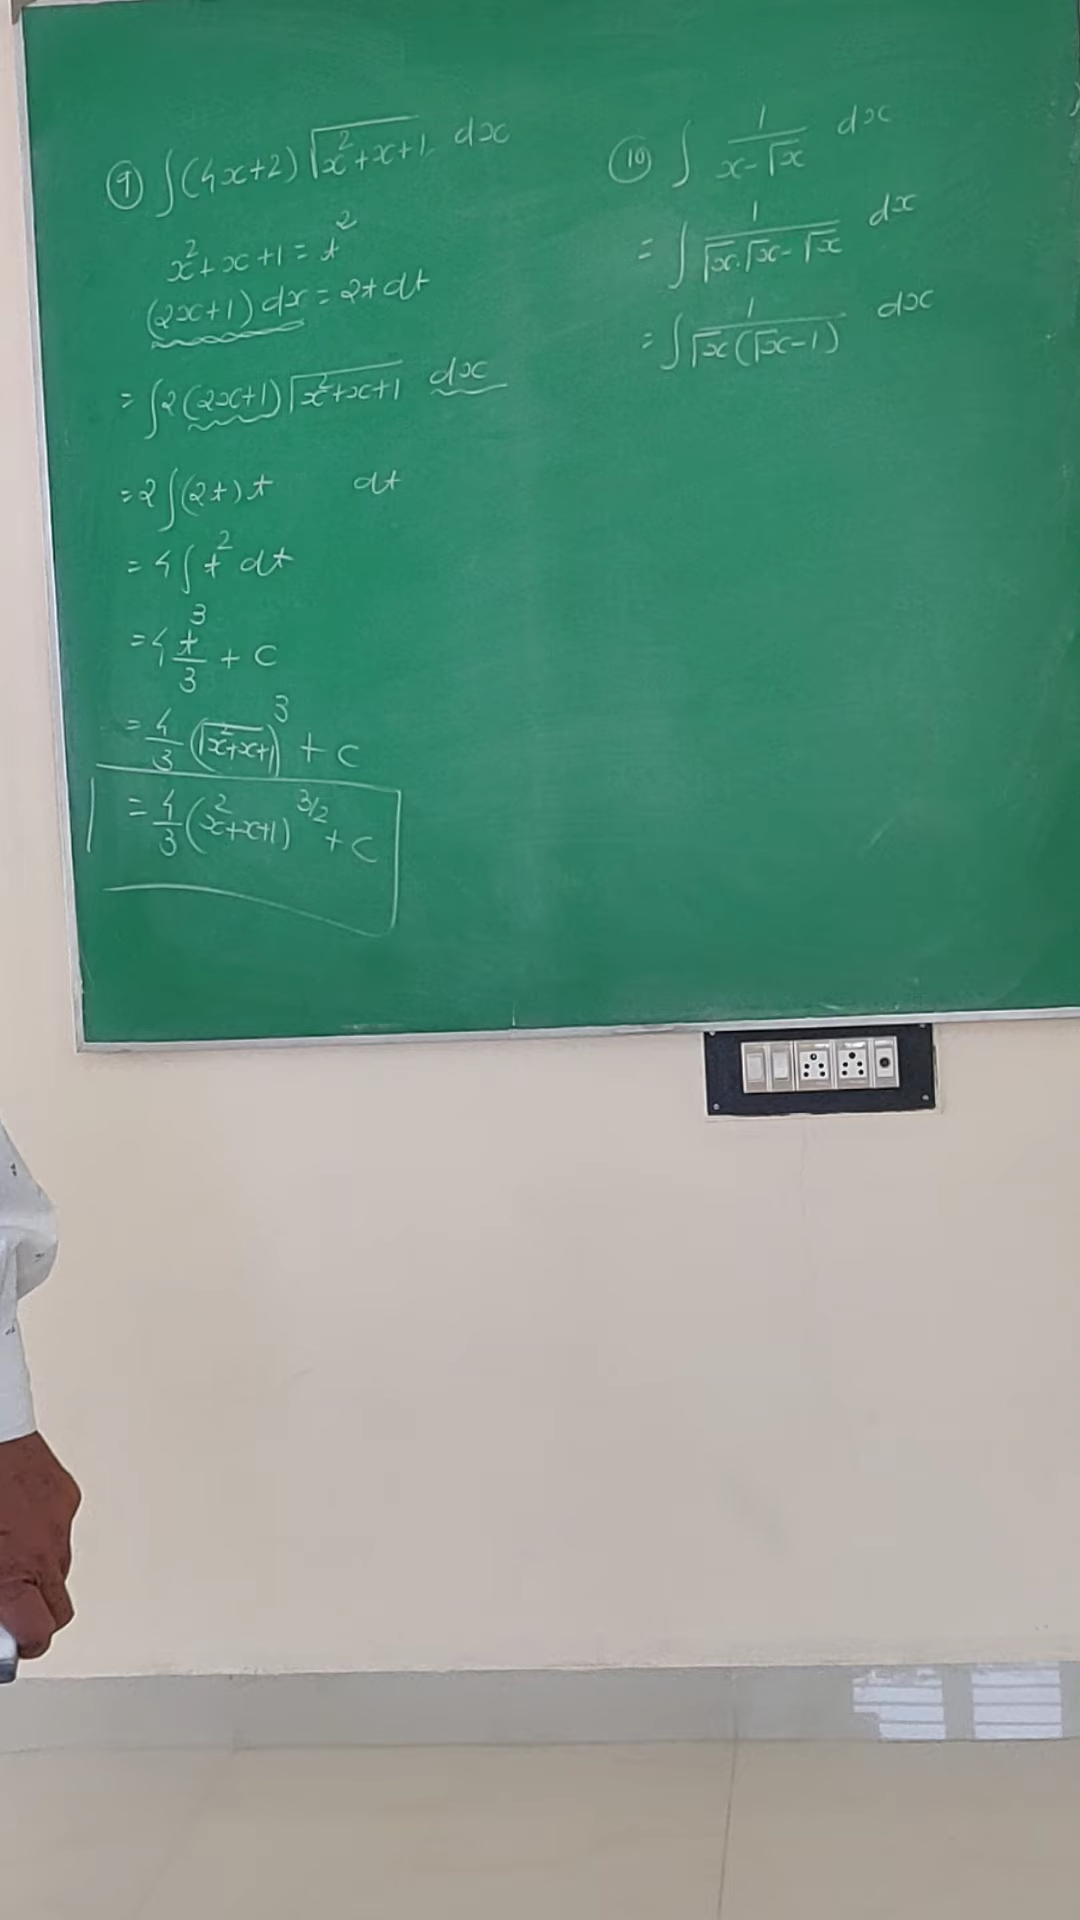 ⑨ ∫(4x+2)√(x²+x+1) dx
x²+x+1 = t²
(2x+1) dx = 2t dt
= ∫2(2x+1)√(x²+x+1) dx
= 2∫(2t)t dt
= 4∫t² dt
= 4 t³/3 + c
= 4/3 (√(x²+x+1))³ + c
= 4/3 (x²+x+1)^(3/2) + c
⑩ ∫ 1/(x-√x) dx
= ∫ 1/(√x.√x-√x) dx
= ∫ 1/(√x(√x-1)) dx